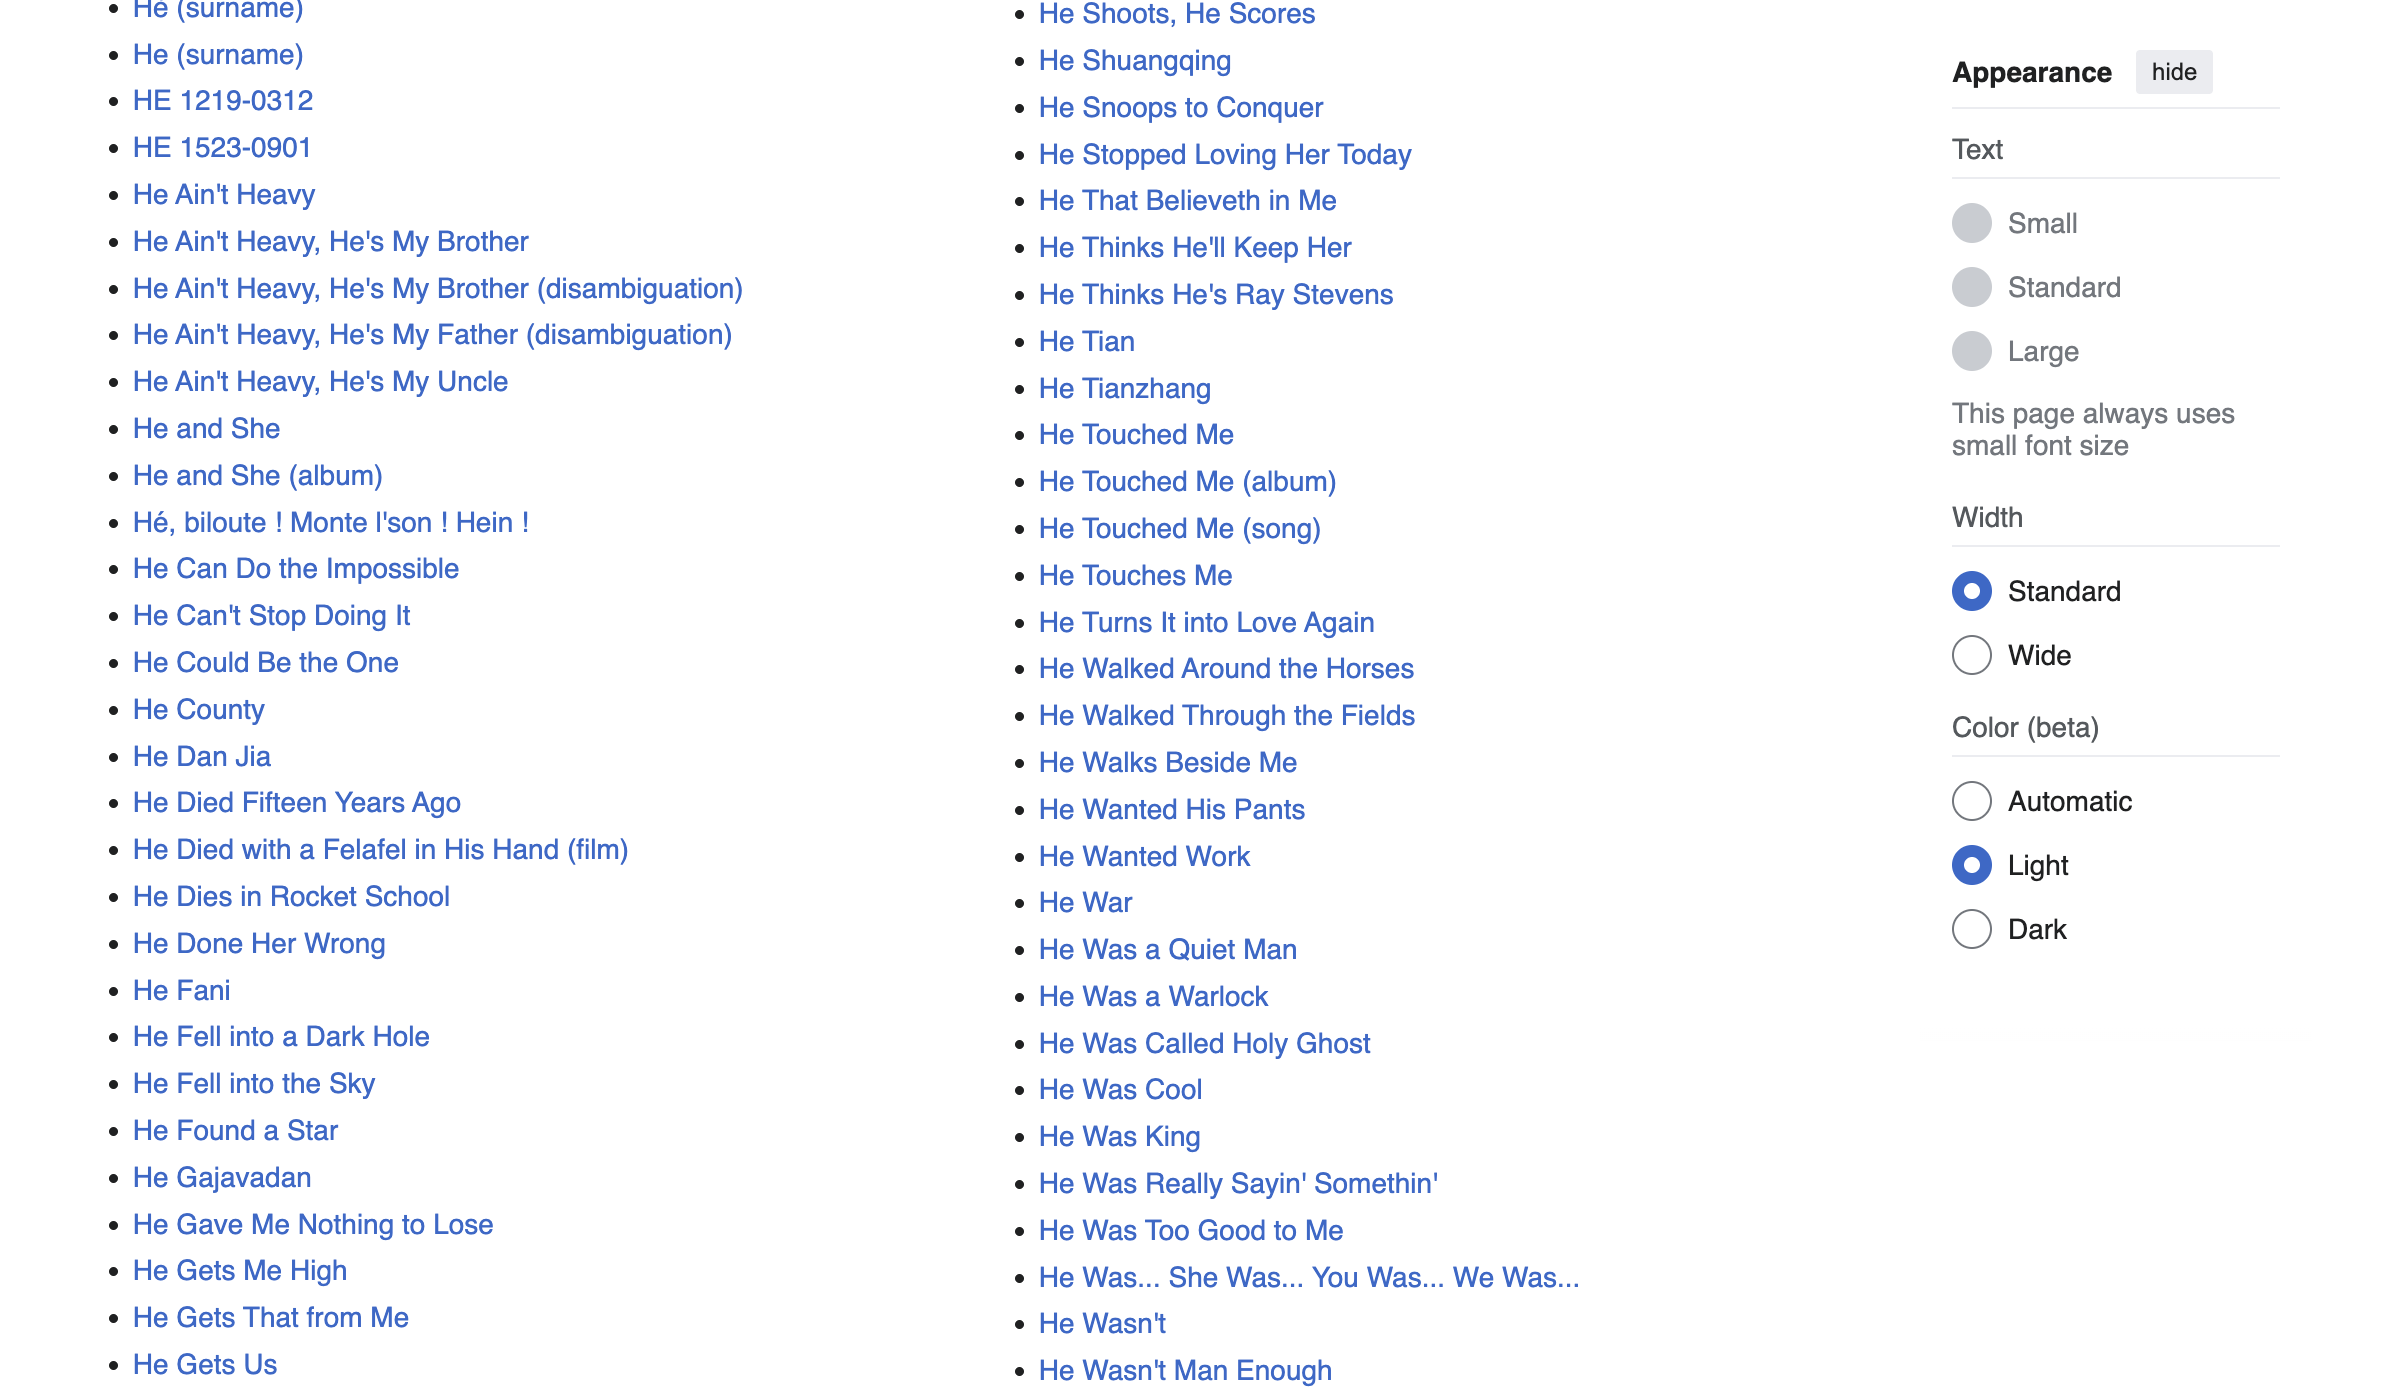 Hé (surname)
He (surname)
HE 1219-0312
HE 1523-0901
He Ain't Heavy
He Ain't Heavy, He's My Brother
He Ain't Heavy, He's My Brother (disambiguation)
He Ain't Heavy, He's My Father (disambiguation)
He Ain't Heavy, He's My Uncle
He and She
He and She (album)
Hé, biloute ! Monte l'son ! Hein !
He Can Do the Impossible
He Can't Stop Doing It
He Could Be the One
He County
He Dan Jia
He Died Fifteen Years Ago
He Died with a Felafel in His Hand (film)
He Dies in Rocket School
He Done Her Wrong
He Fani
He Fell into a Dark Hole
He Fell into the Sky
He Found a Star
He Gajavadan
He Gave Me Nothing to Lose
He Gets Me High
He Gets That from Me
He Gets Us
He Shoots, He Scores
He Shuangqing
He Snoops to Conquer
He Stopped Loving Her Today
He That Believeth in Me
He Thinks He'll Keep Her
He Thinks He's Ray Stevens
He Tian
He Tianzhang
He Touched Me
He Touched Me (album)
He Touched Me (song)
He Touches Me
He Turns It into Love Again
He Walked Around the Horses
He Walked Through the Fields
He Walks Beside Me
He Wanted His Pants
He Wanted Work
He War
He Was a Quiet Man
He Was a Warlock
He Was Called Holy Ghost
He Was Cool
He Was King
He Was Really Sayin' Somethin'
He Was Too Good to Me
He Was... She Was... You Was... We Was...
He Wasn't
He Wasn't Man Enough
Appearance hide
Text
Small
Standard
Large
This page always uses
small font size
Width
Standard
Wide
Color (beta)
Automatic
Light
Dark